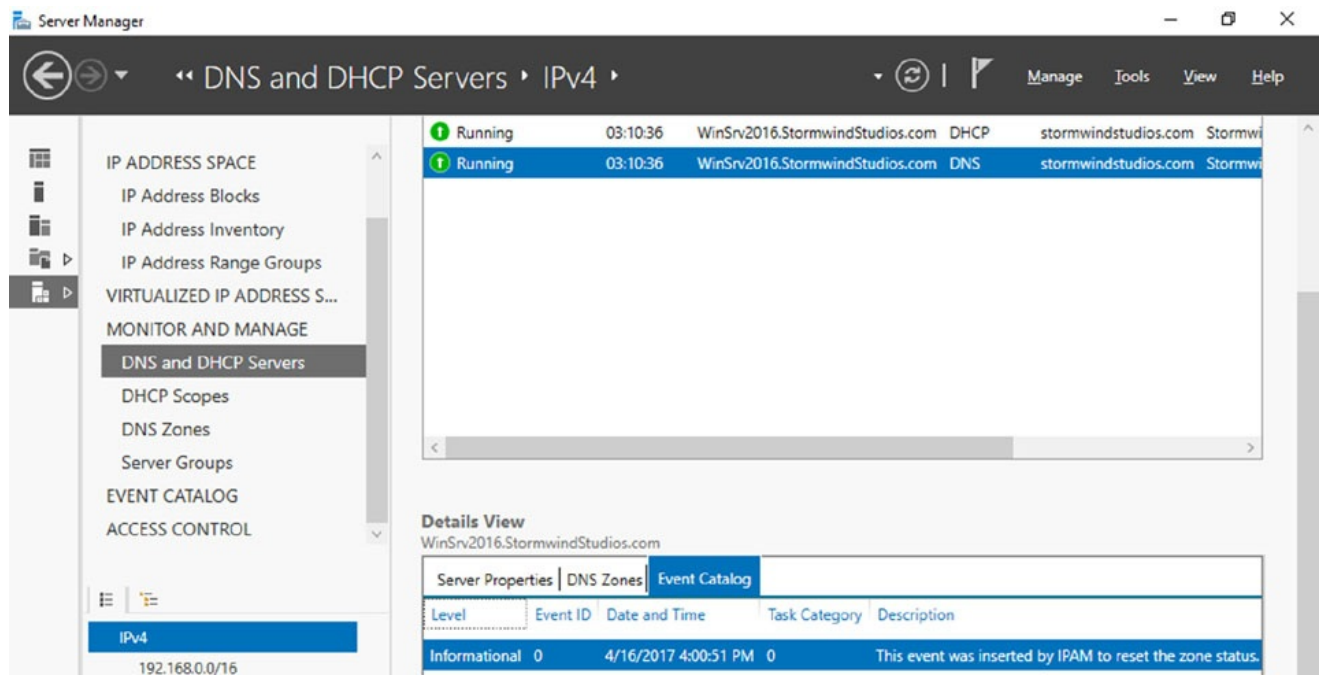 Server Manager
DNS and DHCP Servers IPv4
Manage Tools View Help
IP ADDRESS SPACE
IP Address Blocks
IP Address Inventory
IP Address Range Groups
VIRTUALIZED IP ADDRESS S...
MONITOR AND MANAGE
DNS and DHCP Servers
DHCP Scopes
DNS Zones
Server Groups
EVENT CATALOG
ACCESS CONTROL
IPv4
192.168.0.0/16
Running 03:10:36 WinSrv2016.StormwindStudios.com DHCP stormwindstudios.com Stormwi
Running 03:10:36 WinSrv2016.StormwindStudios.com DNS stormwindstudios.com Stormwi
Details View
WinSrv2016.StormwindStudios.com
Server Properties DNS Zones Event Catalog
Level Event ID Date and Time Task Category Description
Informational 0 4/16/2017 4:00:51 PM 0 This event was inserted by IPAM to reset the zone status.